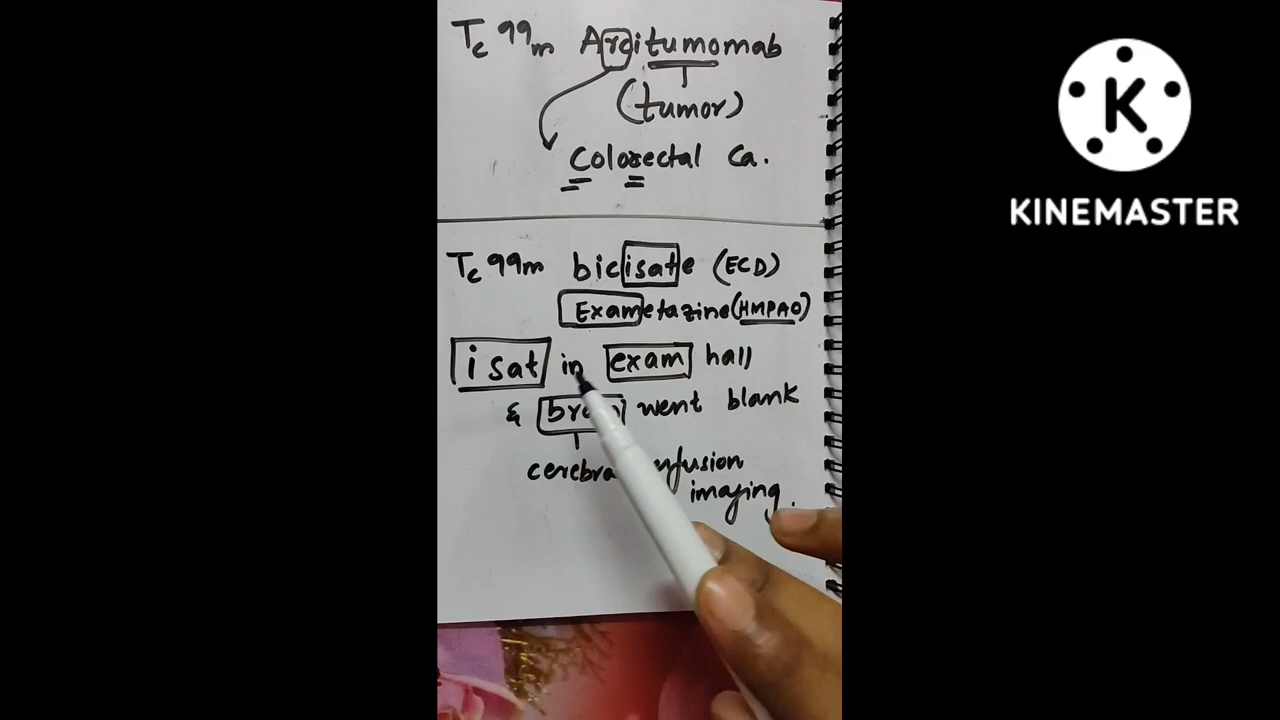 Tc 99m Arcitumomab
(tumor)
Colorectal Ca.
Tc 99m bicisate (ECD)
Exametazine (HMPAO)
i sat in exam hall
& went blank
imaging.
KINEMASTER